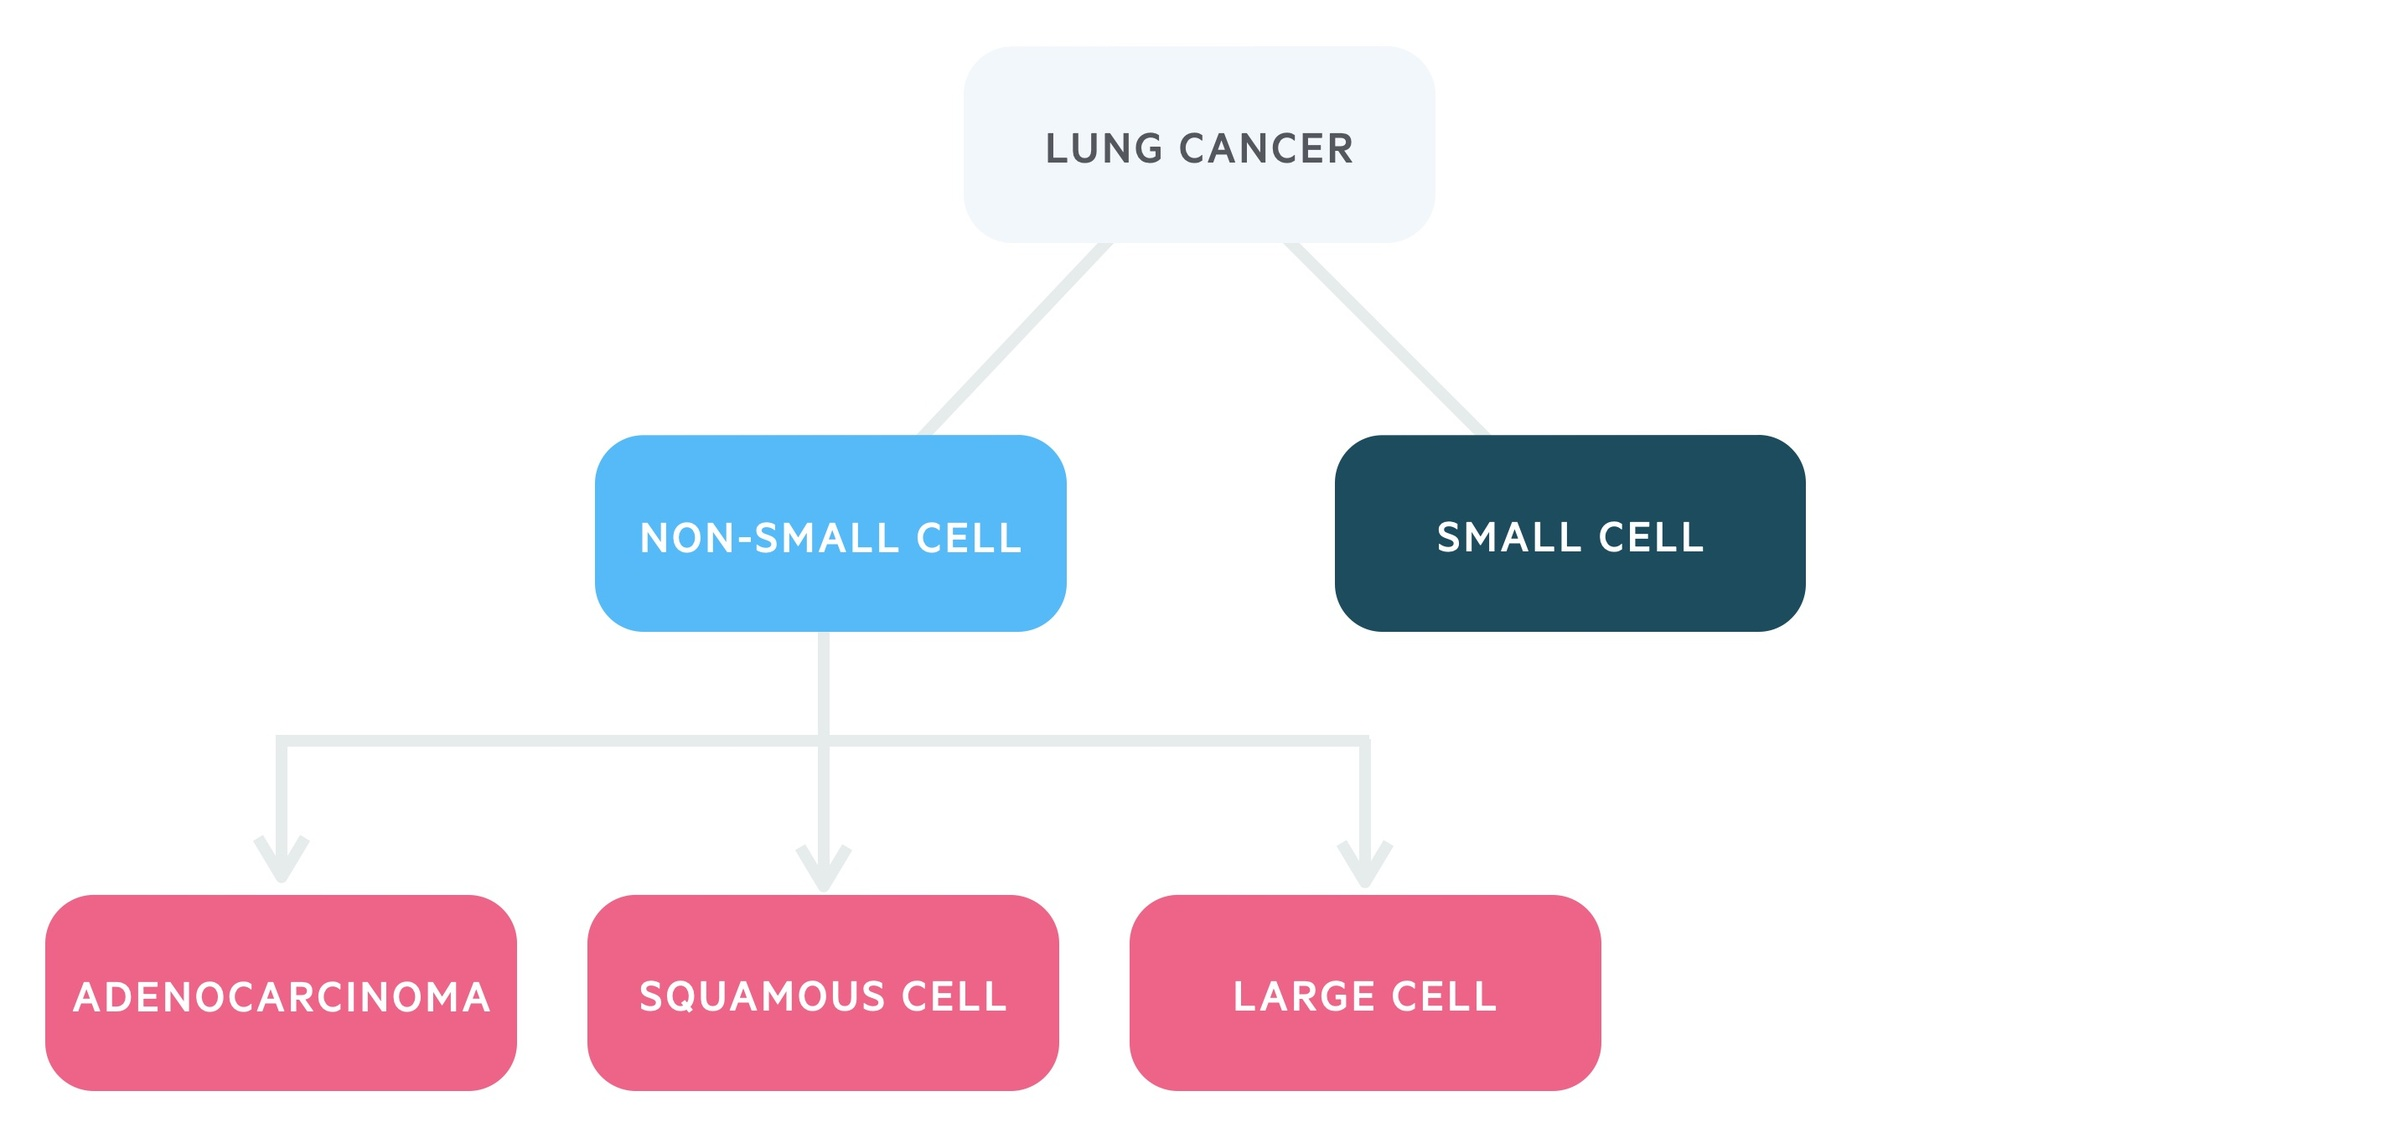 LUNG CANCER
NON-SMALL CELL
SMALL CELL
ADENOCARCINOMA
SQUAMOUS CELL
LARGE CELL